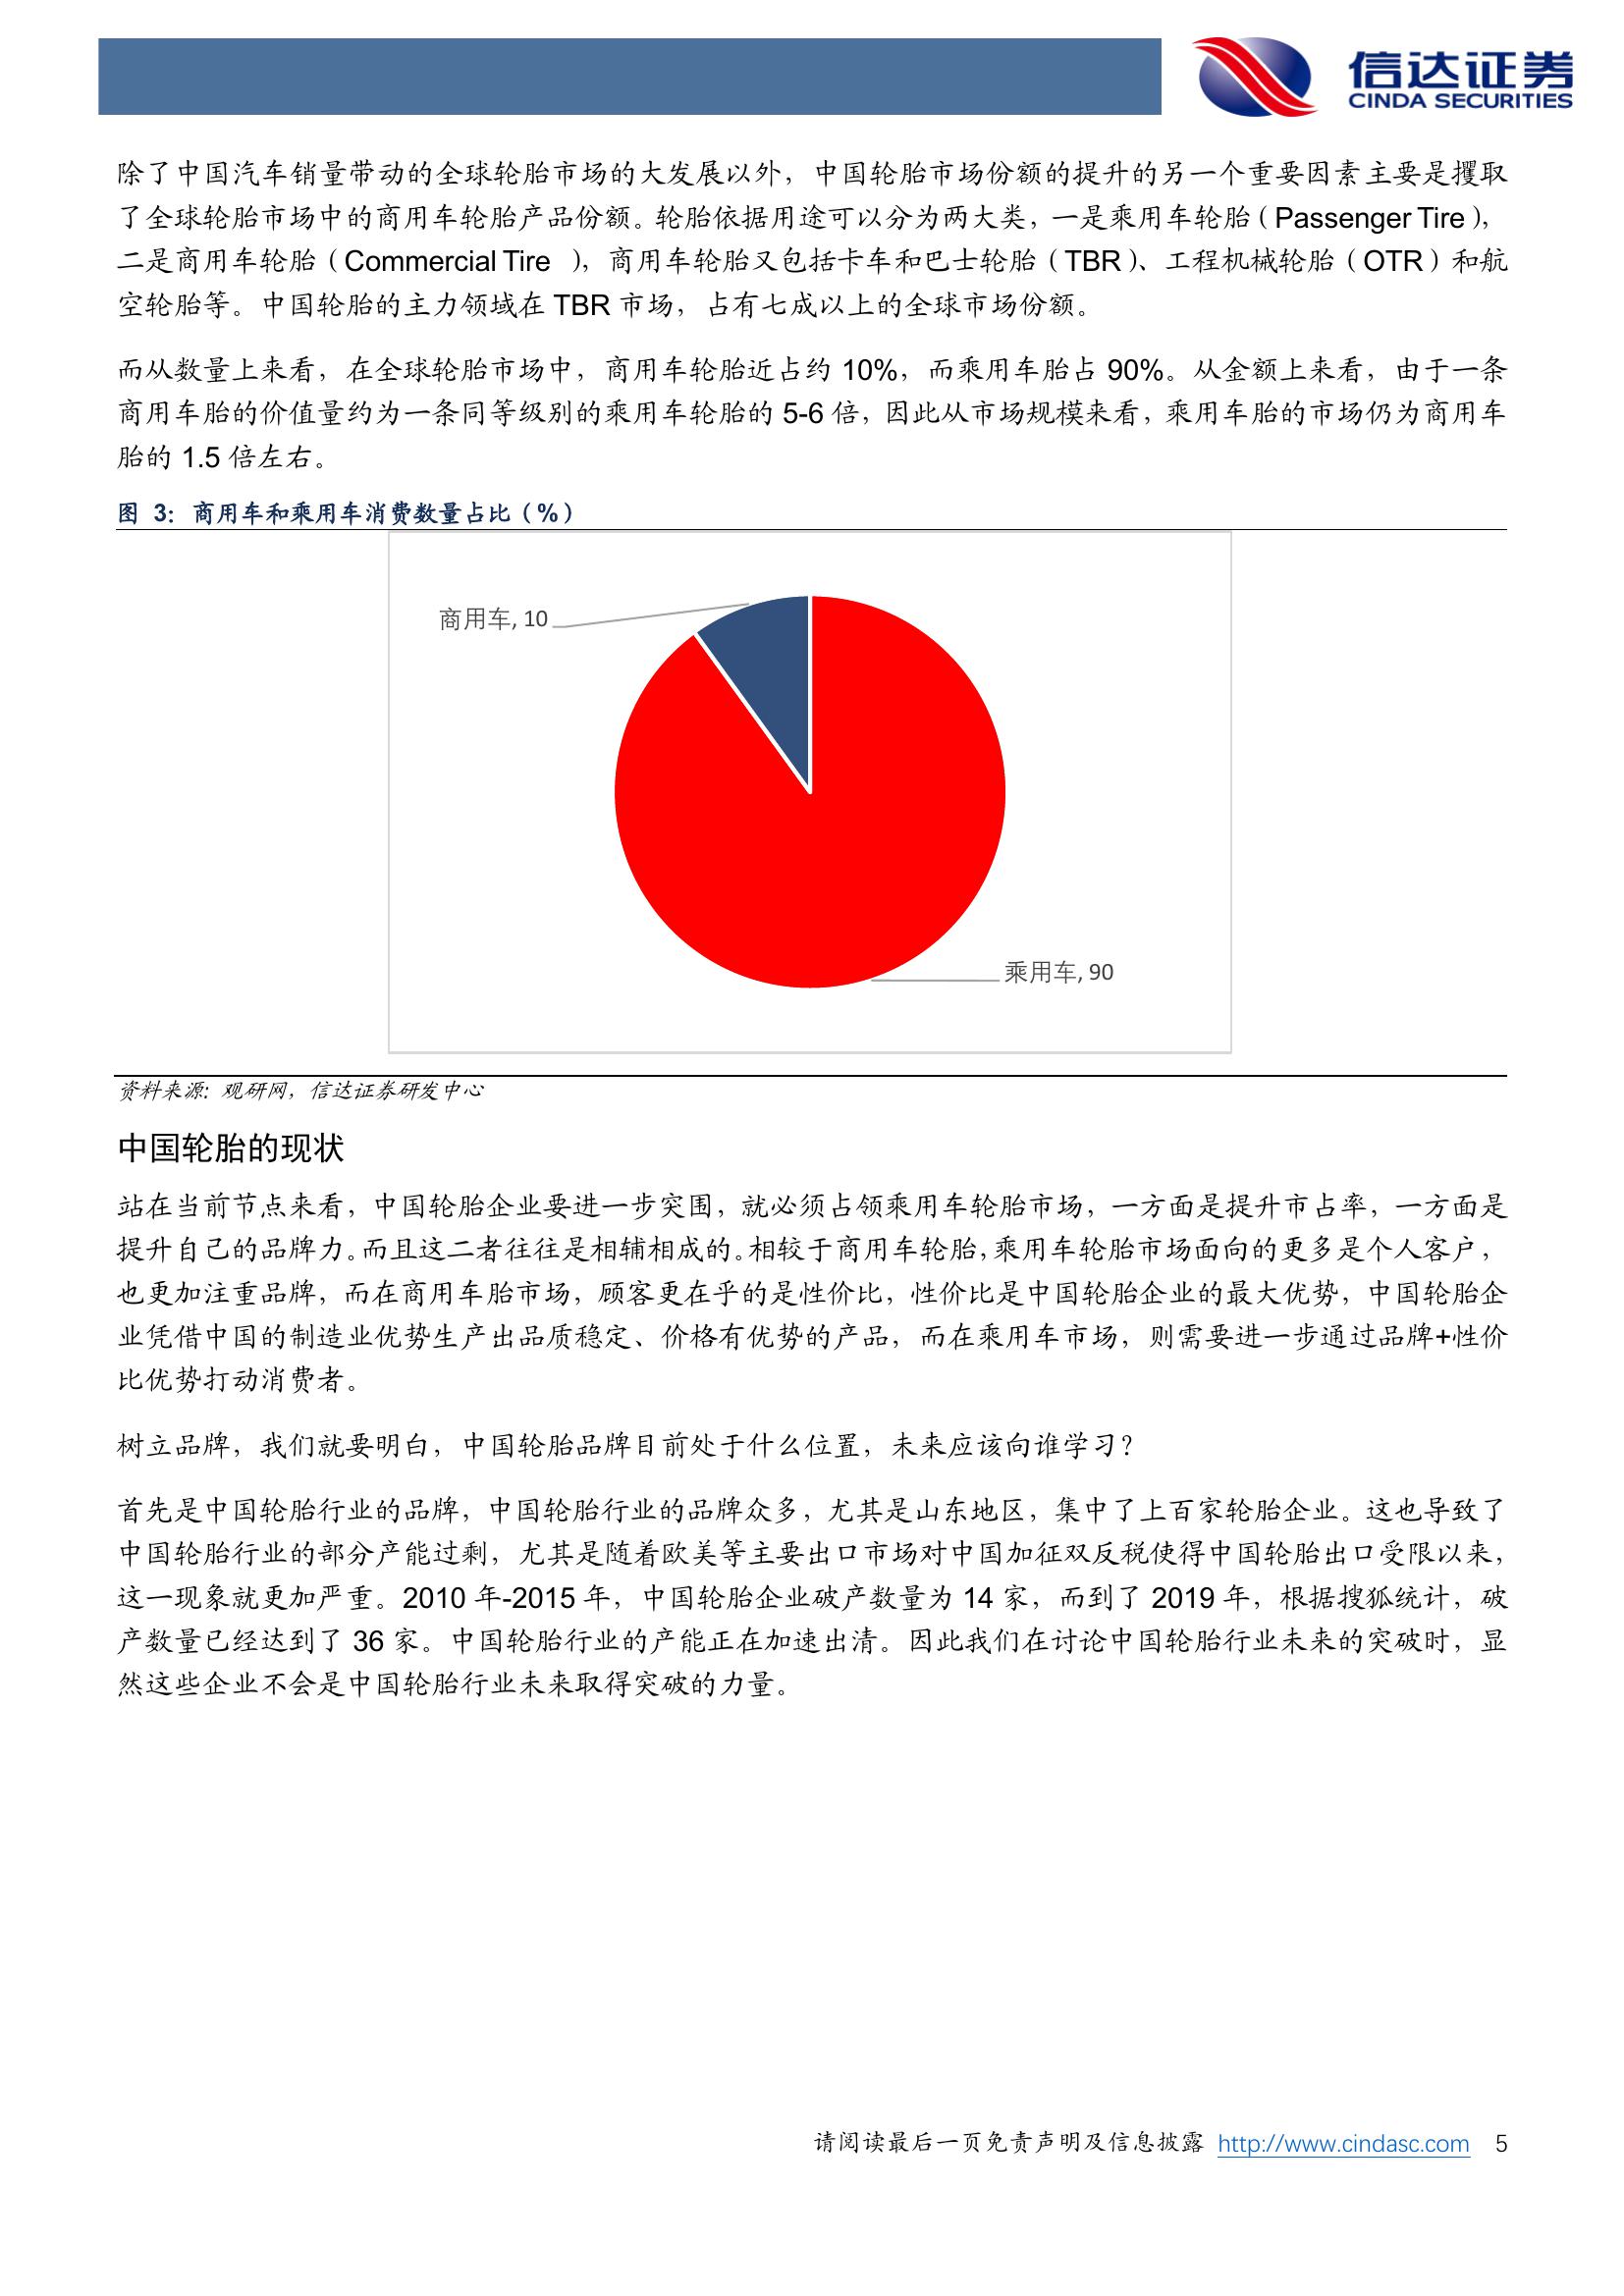 信达证券
CINDA SECURITIES
除了中国汽车销量带动的全球轮胎市场的大发展以外，中国轮胎市场份额的提升的另一个重要因素主要是攫取
了全球轮胎市场中的商用车轮胎产品份额。轮胎依据用途可以分为两大类，一是乘用车轮胎（Passenger Tire），
二是商用车轮胎（Commercial Tire ），商用车轮胎又包括卡车和巴士轮胎（TBR）、工程机械轮胎（OTR）和航
空轮胎等。中国轮胎的主力领域在 TBR 市场，占有七成以上的全球市场份额。
而从数量上来看，在全球轮胎市场中，商用车轮胎近占约 10%，而乘用车胎占 90%。从金额上来看，由于一条
商用车胎的价值量约为一条同等级别的乘用车轮胎的 5-6 倍，因此从市场规模来看，乘用车胎的市场仍为商用车
胎的 1.5 倍左右。
图 3：商用车和乘用车消费数量占比（%）
商用车, 10
乘用车, 90
资料来源：观研网，信达证券研发中心
中国轮胎的现状
站在当前节点来看，中国轮胎企业要进一步突围，就必须占领乘用车轮胎市场，一方面是提升市占率，一方面是
提升自己的品牌力。而且这二者往往是相辅相成的。相较于商用车轮胎，乘用车轮胎市场面向的更多是个人客户，
也更加注重品牌，而在商用车胎市场，顾客更在乎的是性价比，性价比是中国轮胎企业的最大优势，中国轮胎企
业凭借中国的制造业优势生产出品质稳定、价格有优势的产品，而在乘用车市场，则需要进一步通过品牌+性价
比优势打动消费者。
树立品牌，我们就要明白，中国轮胎品牌目前处于什么位置，未来应该向谁学习？
首先是中国轮胎行业的品牌，中国轮胎行业的品牌众多，尤其是山东地区，集中了上百家轮胎企业。这也导致了
中国轮胎行业的部分产能过剩，尤其是随着欧美等主要出口市场对中国加征双反税使得中国轮胎出口受限以来，
这一现象就更加严重。2010 年-2015 年，中国轮胎企业破产数量为 14 家，而到了 2019 年，根据搜狐统计，破
产数量已经达到了 36 家。中国轮胎行业的产能正在加速出清。因此我们在讨论中国轮胎行业未来的突破时，显
然这些企业不会是中国轮胎行业未来取得突破的力量。
请阅读最后一页免责声明及信息披露 http://www.cindasc.com 5